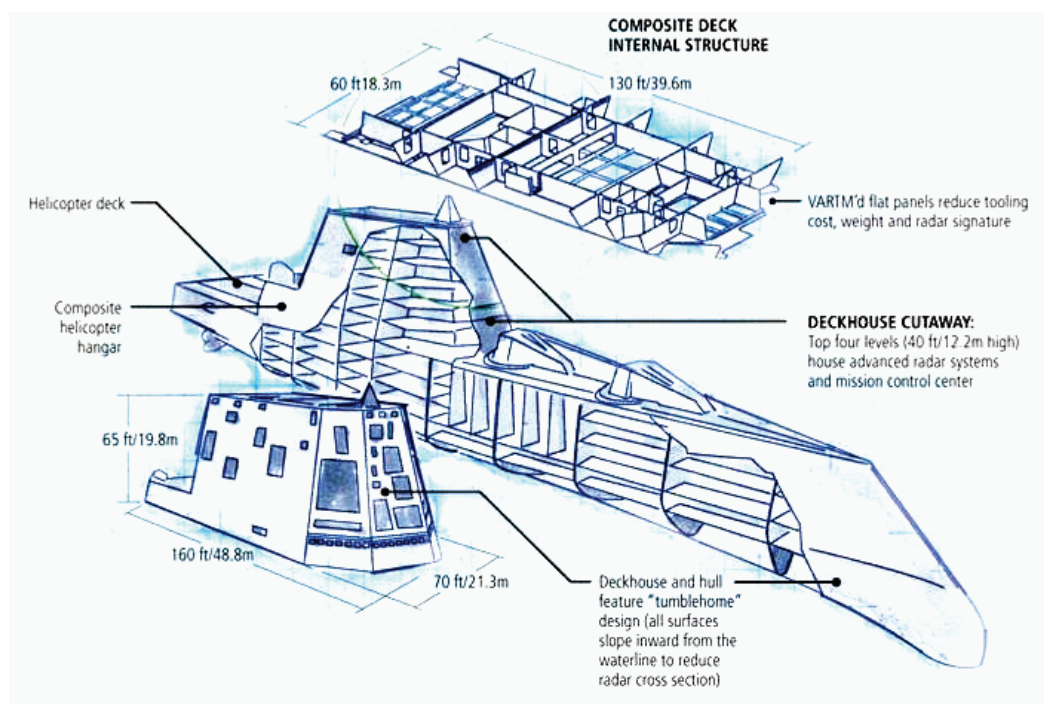 COMPOSITE DECK
INTERNAL STRUCTURE
60 ft18.3m
130 ft/39.6m
Helicopter deck
VARTM'd flat panels reduce tooling
cost, weight and radar signature
Composite
helicopter
hangar
DECKHOUSE CUTAWAY:
Top four levels (40 ft/12.2m high)
house advanced radar systems
and mission control center
65 ft/19.8m
160 ft/48.8m
70 ft/21.3m
Deckhouse and hull
feature “tumblehome”
design (all surfaces
slope inward from the
waterline to reduce
radar cross section)